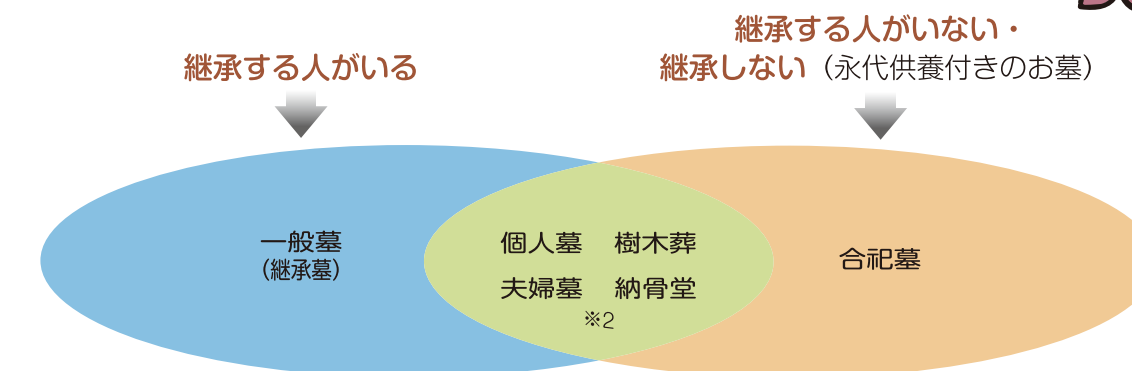 継承する人がいる
継承する人がいない・
継承しない（永代供養付きのお墓）
一般墓
（継承墓）
個人墓　樹木葬
夫婦墓　納骨堂
※2
合祀墓